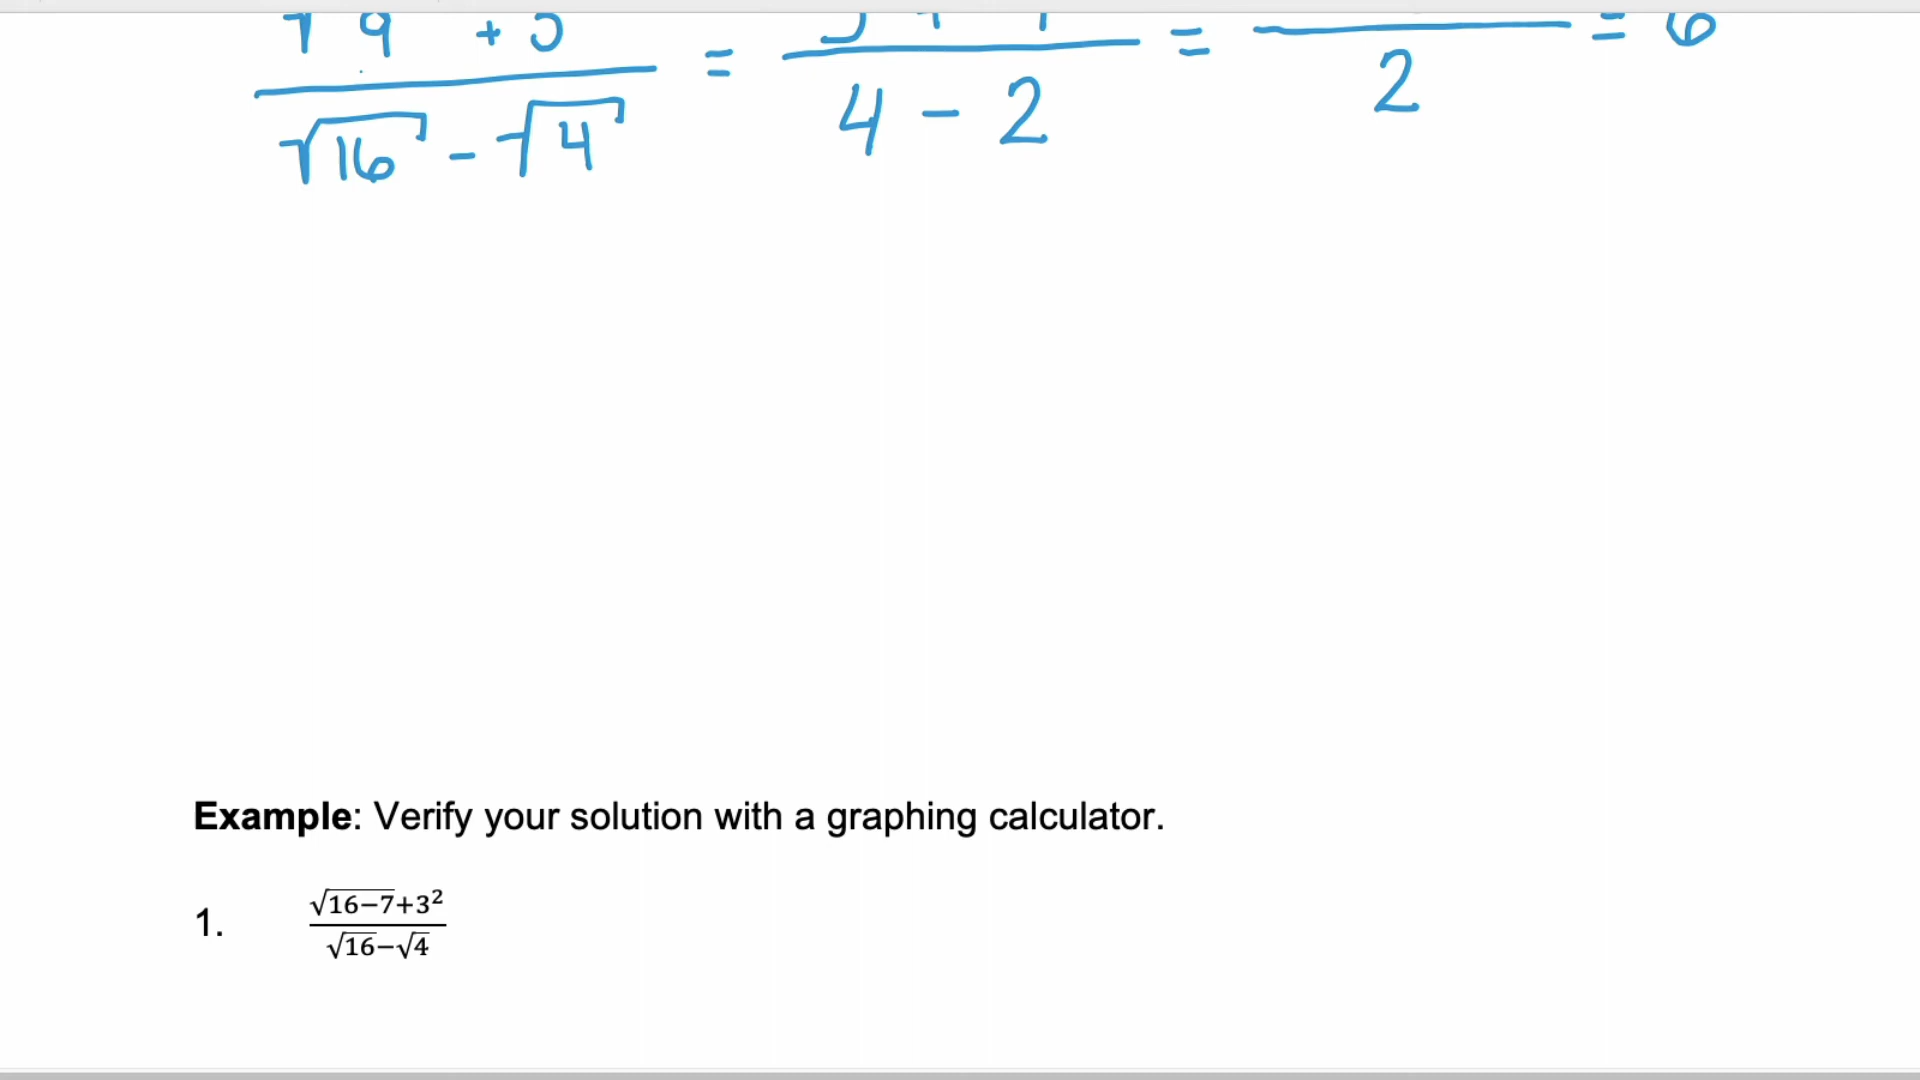 = 6
√16 - √4 = 4 - 2 = 2
Example: Verify your solution with a graphing calculator.
1. (√(16−7)+3²)/(√16−√4)